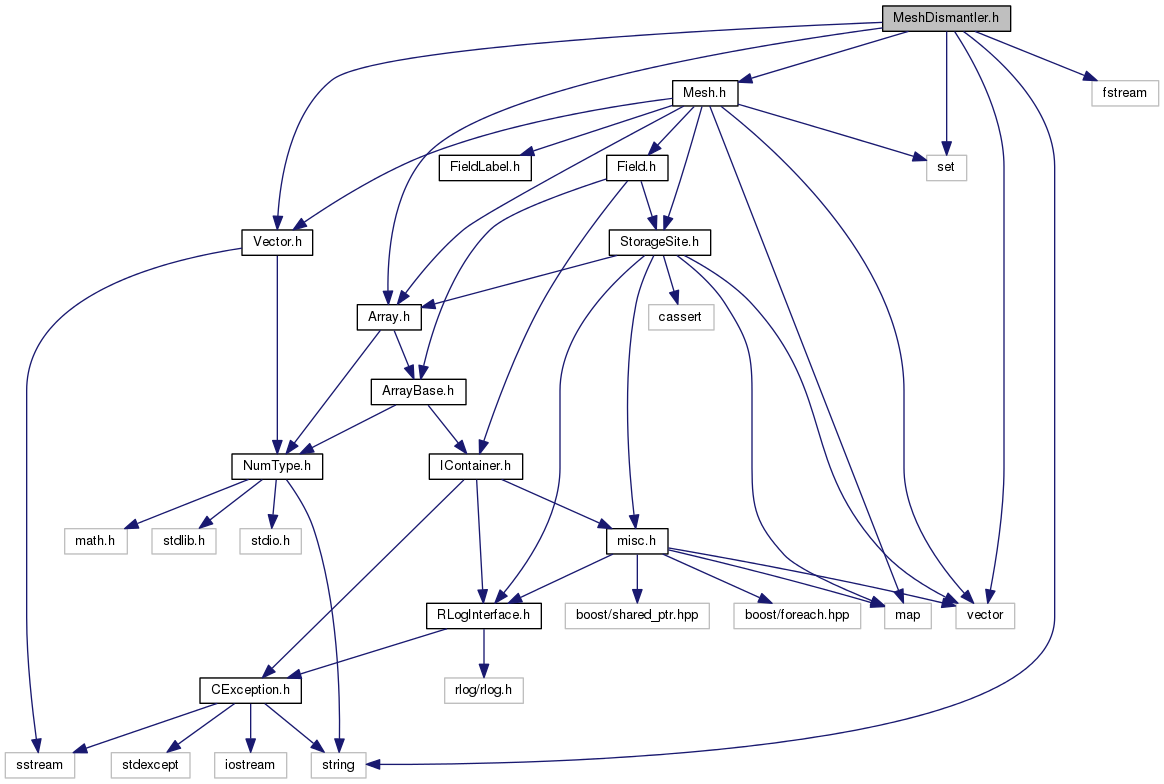 MeshDismantler.h
Mesh.h
fstream
FieldLabel.h
Field.h
set
Vector.h
StorageSite.h
Array.h
cassert
ArrayBase.h
NumType.h
IContainer.h
math.h
stdlib.h
stdio.h
misc.h
RLogInterface.h
boost/shared_ptr.hpp
boost/foreach.hpp
map
vector
CException.h
rlog/rlog.h
sstream
stdexcept
iostream
string